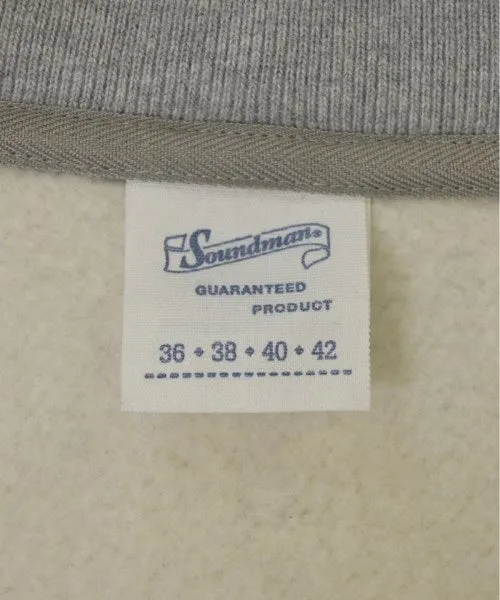 Soundman®
GUARANTEED
PRODUCT
36 ⬥ 38 ⬥ 40 ⬥ 42